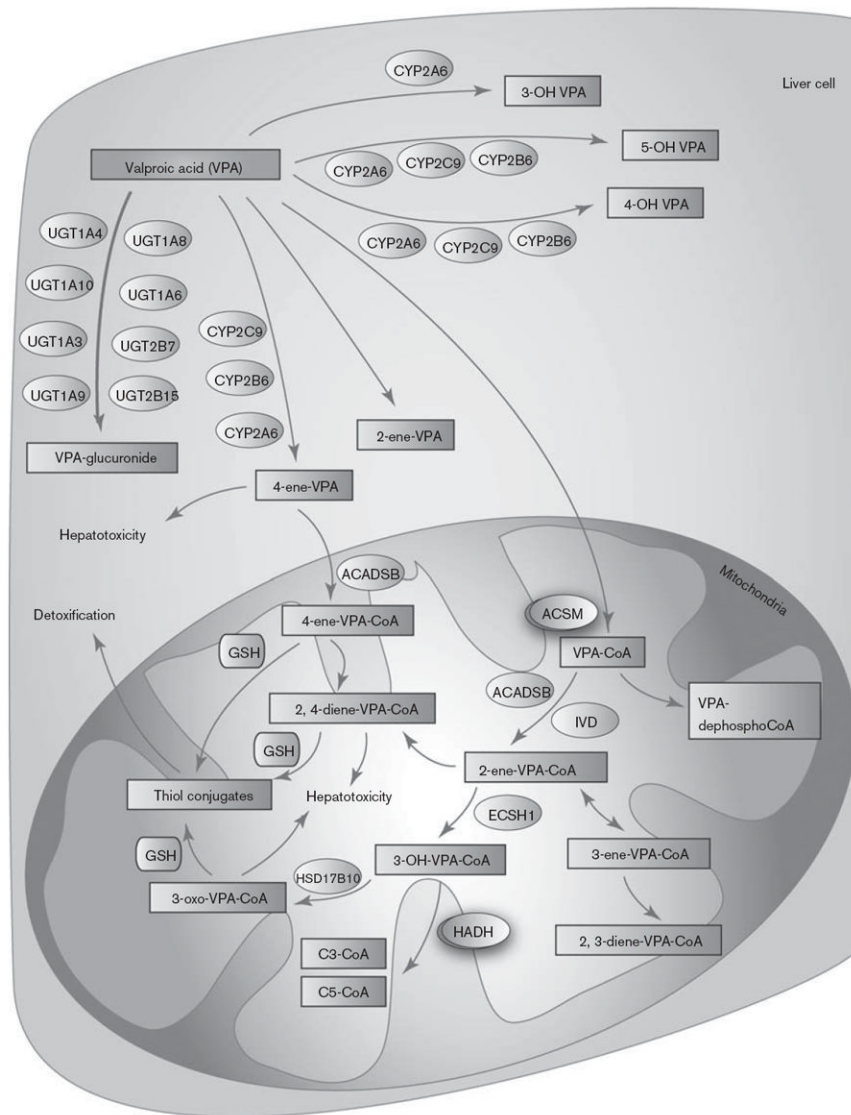 CYP2A6
3-OH VPA
Liver cell
Valproic acid (VPA)
CYP2A6
CYP2C9
CYP2B6
5-OH VPA
4-OH VPA
CYP2A6
CYP2C9
CYP2B6
UGT1A4
UGT1A8
UGT1A10
UGT1A6
UGT1A3
UGT2B7
UGT1A9
UGT2B15
CYP2C9
CYP2B6
CYP2A6
VPA-glucuronide
2-ene-VPA
4-ene-VPA
Hepatotoxicity
Mitochondria
ACADSB
Detoxification
4-ene-VPA-CoA
ACSM
GSH
VPA-CoA
ACADSB
2, 4-diene-VPA-CoA
IVD
VPA-
dephosphoCoA
GSH
2-ene-VPA-CoA
Thiol conjugates
Hepatotoxicity
ECSH1
GSH
3-OH-VPA-CoA
3-ene-VPA-CoA
HSD17B10
3-oxo-VPA-CoA
HADH
2, 3-diene-VPA-CoA
C3-CoA
C5-CoA